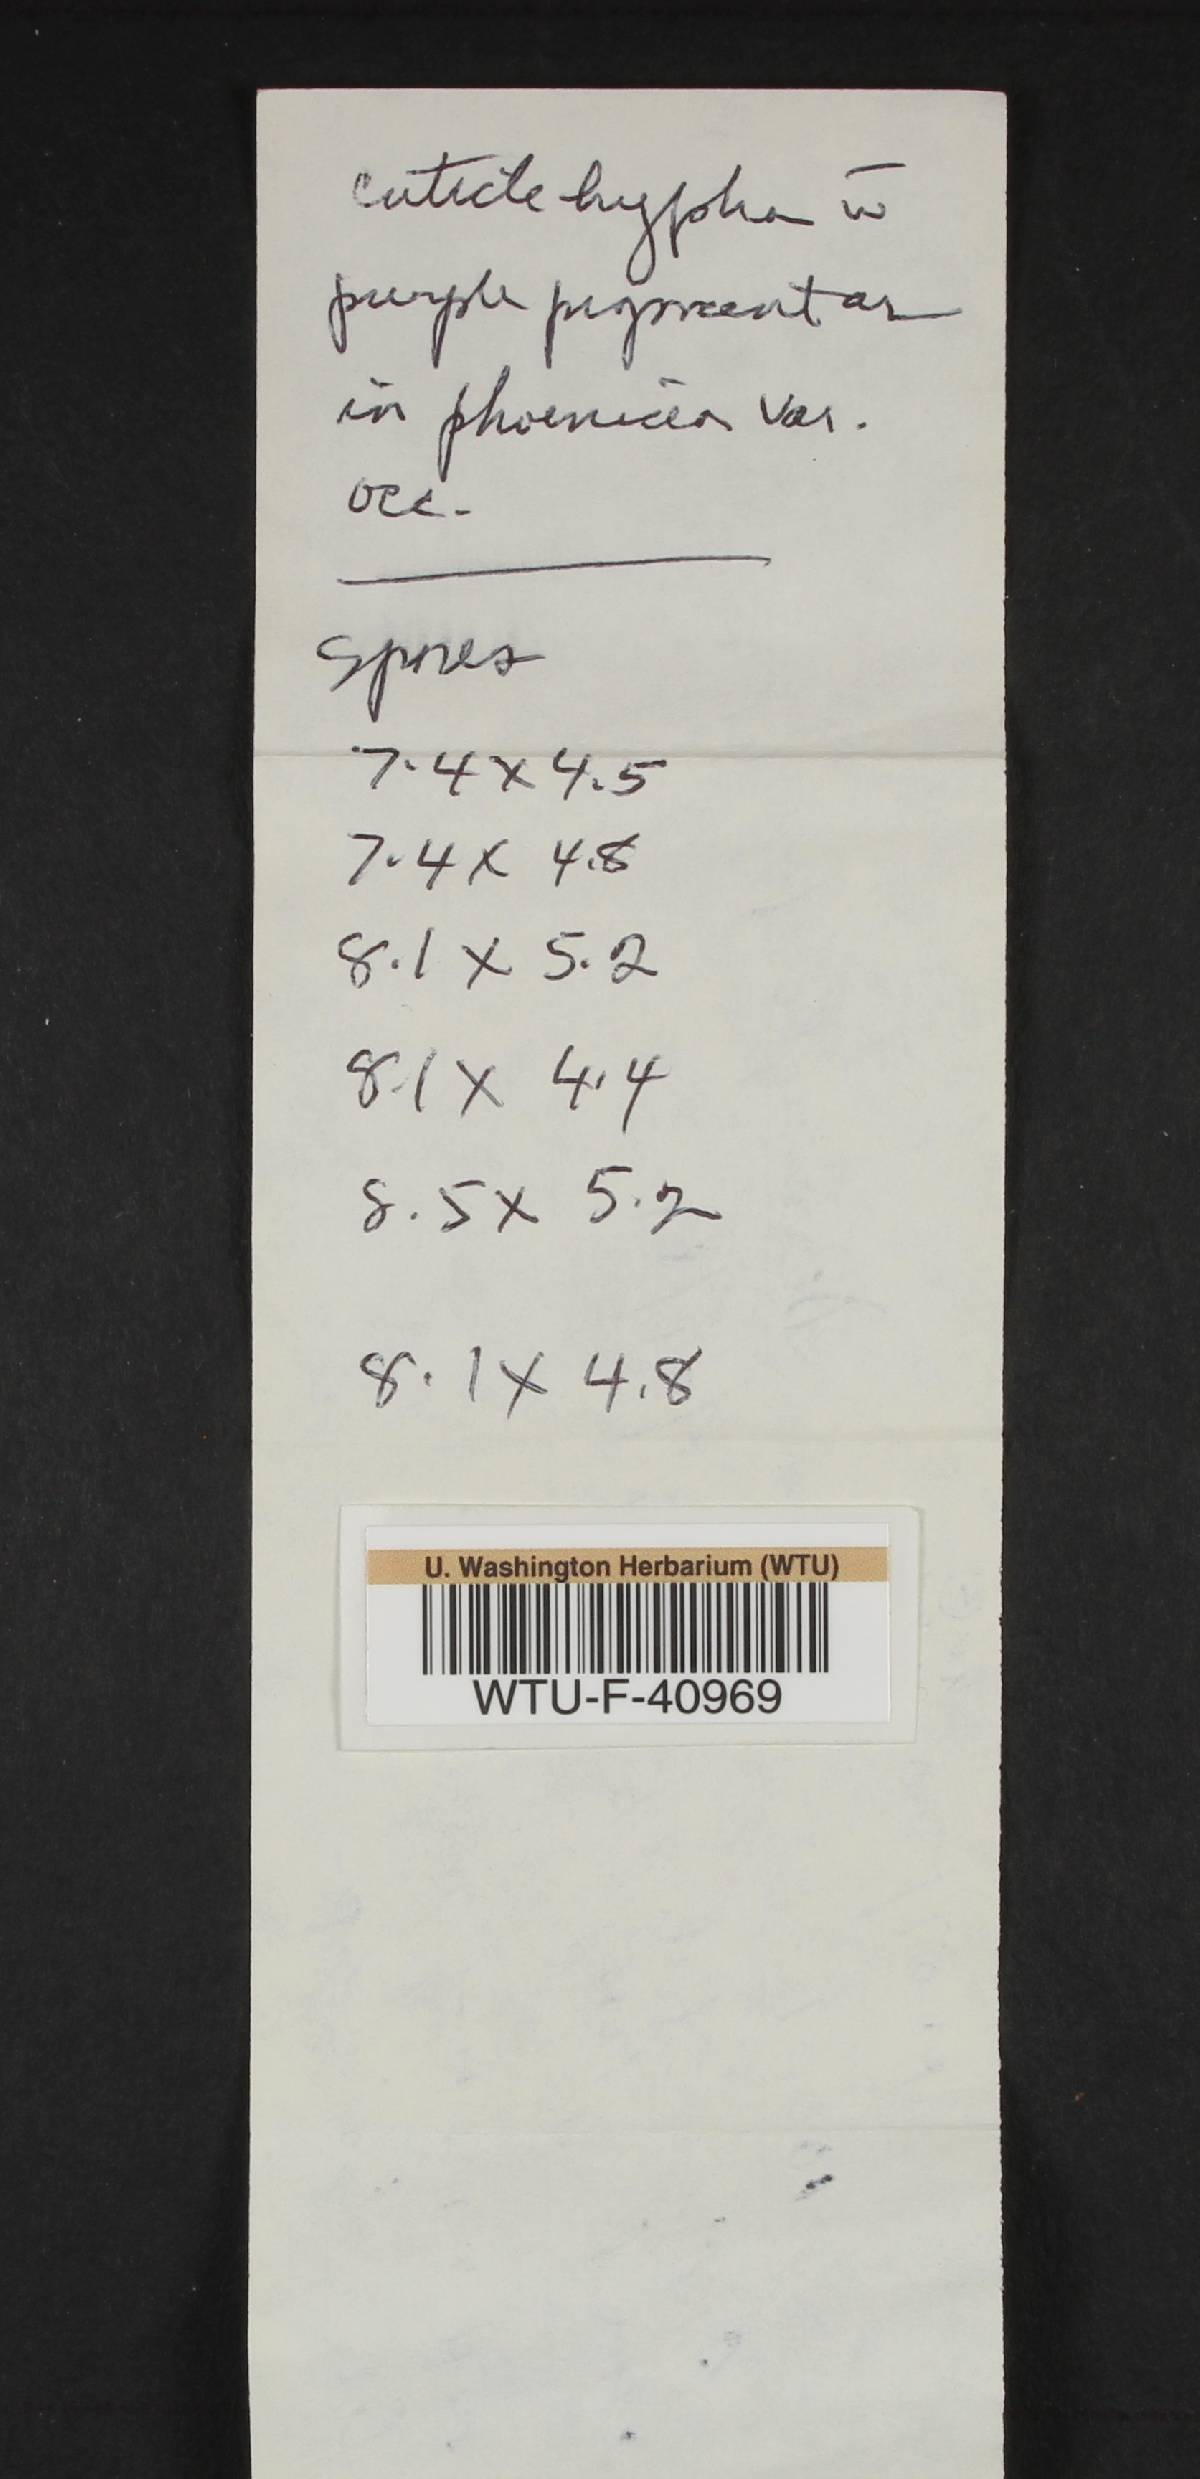 cuticle hyphae w̄
purple pigment as
in phoenicea var.
occ.
Spores
7.4 x 4.5
7.4 x 4.8
8.1 x 5.2
8.1 x 4.4
8.5 x 5.2
8.1 x 4.8
U. Washington Herbarium (WTU)
WTU-F-40969